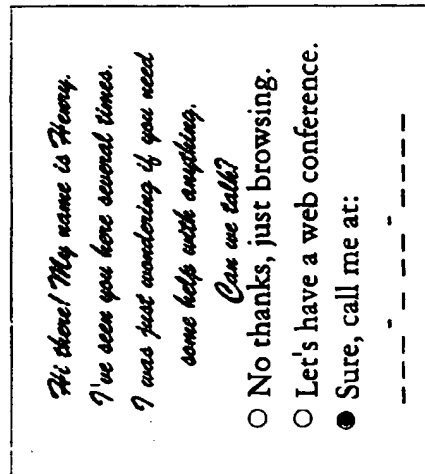 Hi there! My name is Henry.
I've seen you here several times.
I was just wondering if you need
some help with anything.
Can we talk?
No thanks, just browsing.
Let's have a web conference.
Sure, call me at:
_ _ _ - _ _ _ - _ _ _ _